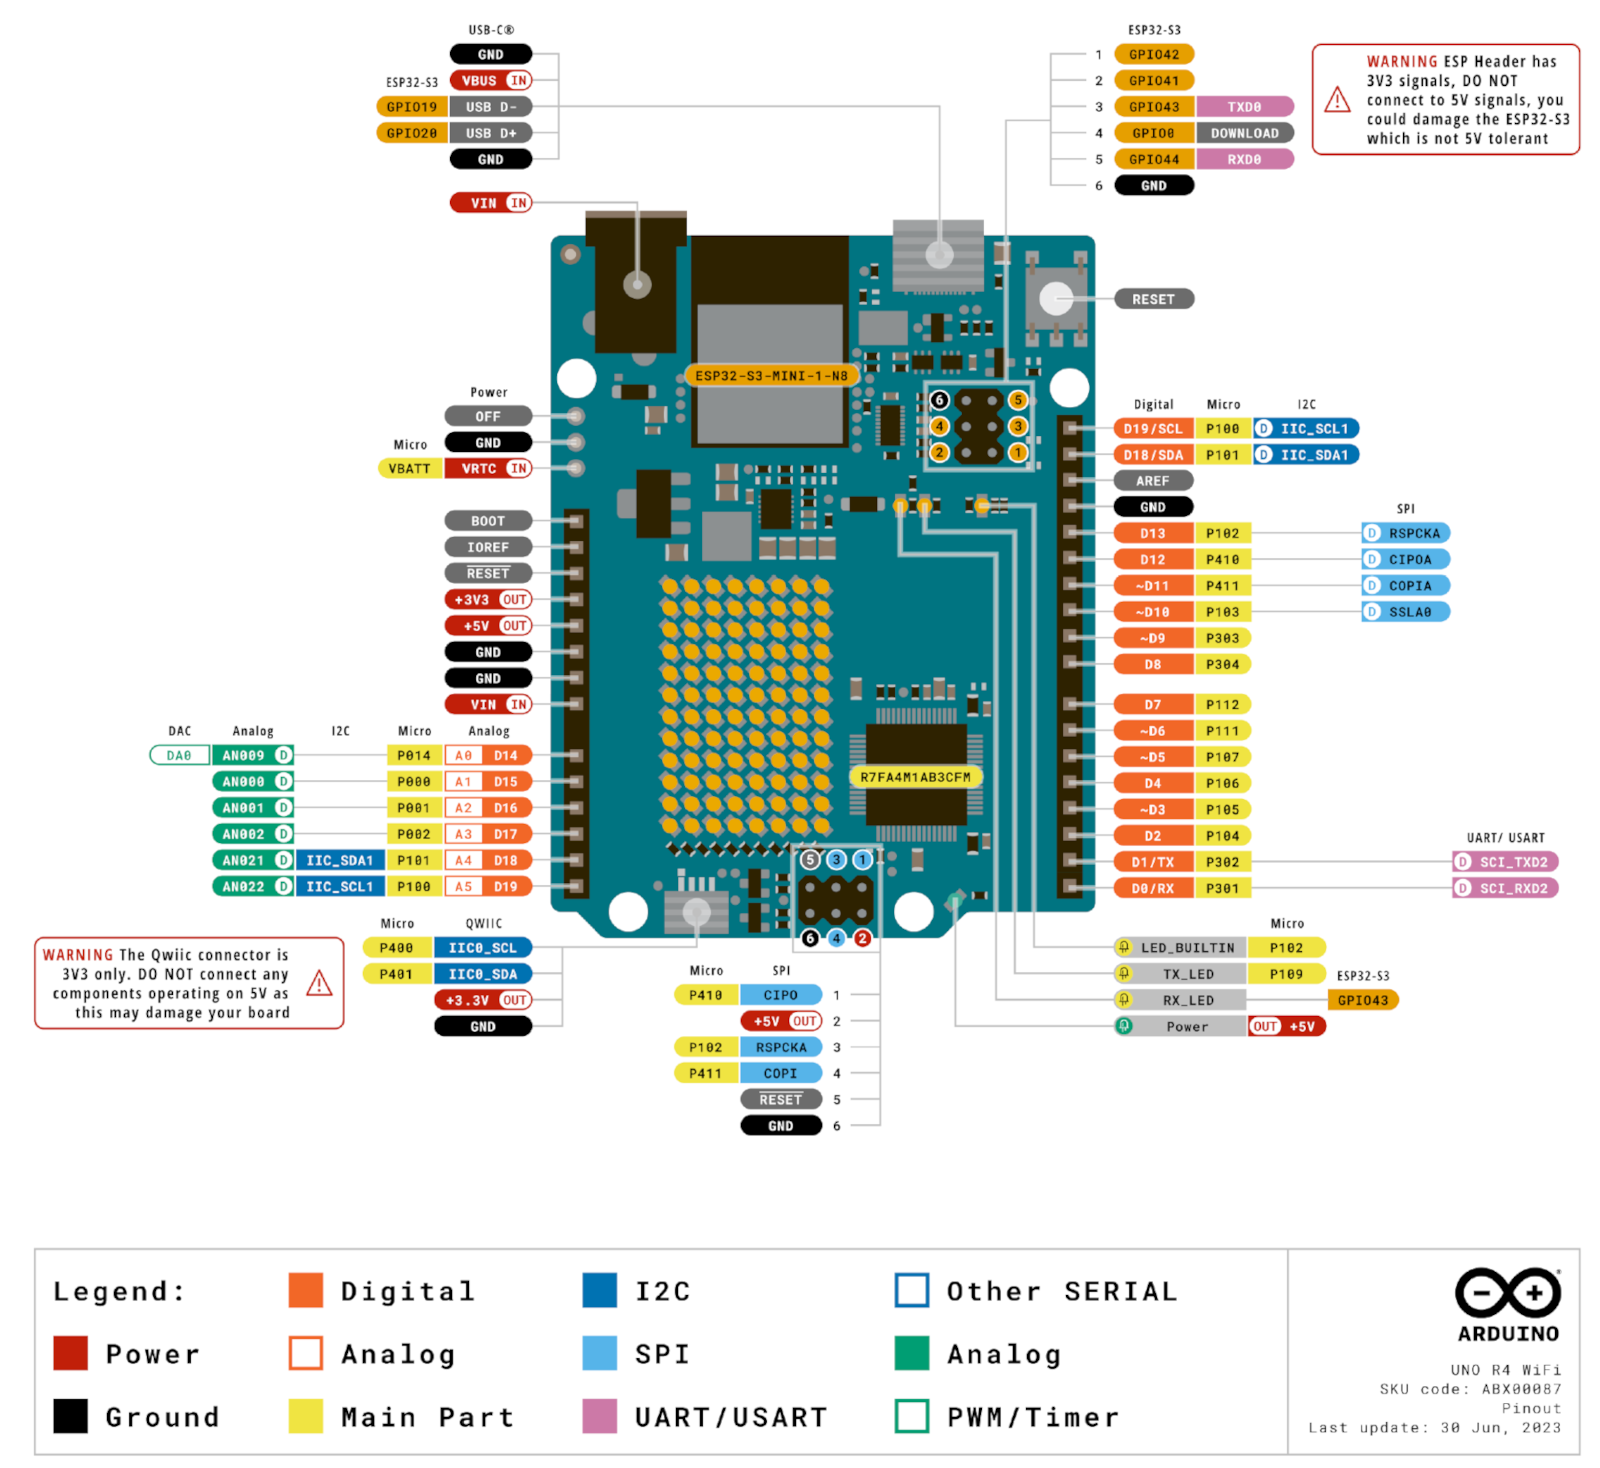 USB-C®
GND
ESP32-S3
VBUS IN
GPIO19 USB D-
GPIO20 USB D+
GND
VIN IN
ESP32-S3
1 GPIO42
2 GPIO41
3 GPIO43 TXD0
4 GPIO0 DOWNLOAD
5 GPIO44 RXD0
6 GND
WARNING ESP Header has
3V3 signals, DO NOT
connect to 5V signals, you
could damage the ESP32-S3
which is not 5V tolerant
RESET
ESP32-S3-MINI-1-N8
6 5
4 3
2 1
Power
OFF
GND
Micro
VBATT VRTC IN
BOOT
IOREF
RESET
+3V3 OUT
+5V OUT
GND
GND
VIN IN
DAC Analog I2C Micro Analog
DA0 AN009 D P014 A0 D14
AN000 D P000 A1 D15
AN001 D P001 A2 D16
AN002 D P002 A3 D17
AN021 D IIC_SDA1 P101 A4 D18
AN022 D IIC_SCL1 P100 A5 D19
Digital Micro I2C
D19/SCL P100 D IIC_SCL1
D18/SDA P101 D IIC_SDA1
AREF
GND
SPI
D13 P102 D RSPCKA
D12 P410 D CIPOA
~D11 P411 D COPIA
~D10 P103 D SSLA0
~D9 P303
D8 P304
D7 P112
~D6 P111
~D5 P107
D4 P106
~D3 P105
D2 P104
UART/ USART
D1/TX P302 D SCI_TXD2
D0/RX P301 D SCI_RXD2
R7FA4M1AB3CFM
5 3 1
6 4 2
Micro QWIIC
P400 IIC0_SCL
P401 IIC0_SDA
+3.3V OUT
GND
WARNING The Qwiic connector is
3V3 only. DO NOT connect any
components operating on 5V as
this may damage your board
Micro SPI
P410 CIPO 1
+5V OUT 2
P102 RSPCKA 3
P411 COPI 4
RESET 5
GND 6
Micro
LED_BUILTIN P102
TX_LED P109
ESP32-S3
RX_LED GPIO43
Power OUT +5V
Legend:
Power
Ground
Digital
Analog
Main Part
I2C
SPI
UART/USART
Other SERIAL
Analog
PWM/Timer
ARDUINO
UNO R4 WiFi
SKU code: ABX00087
Pinout
Last update: 30 Jun, 2023